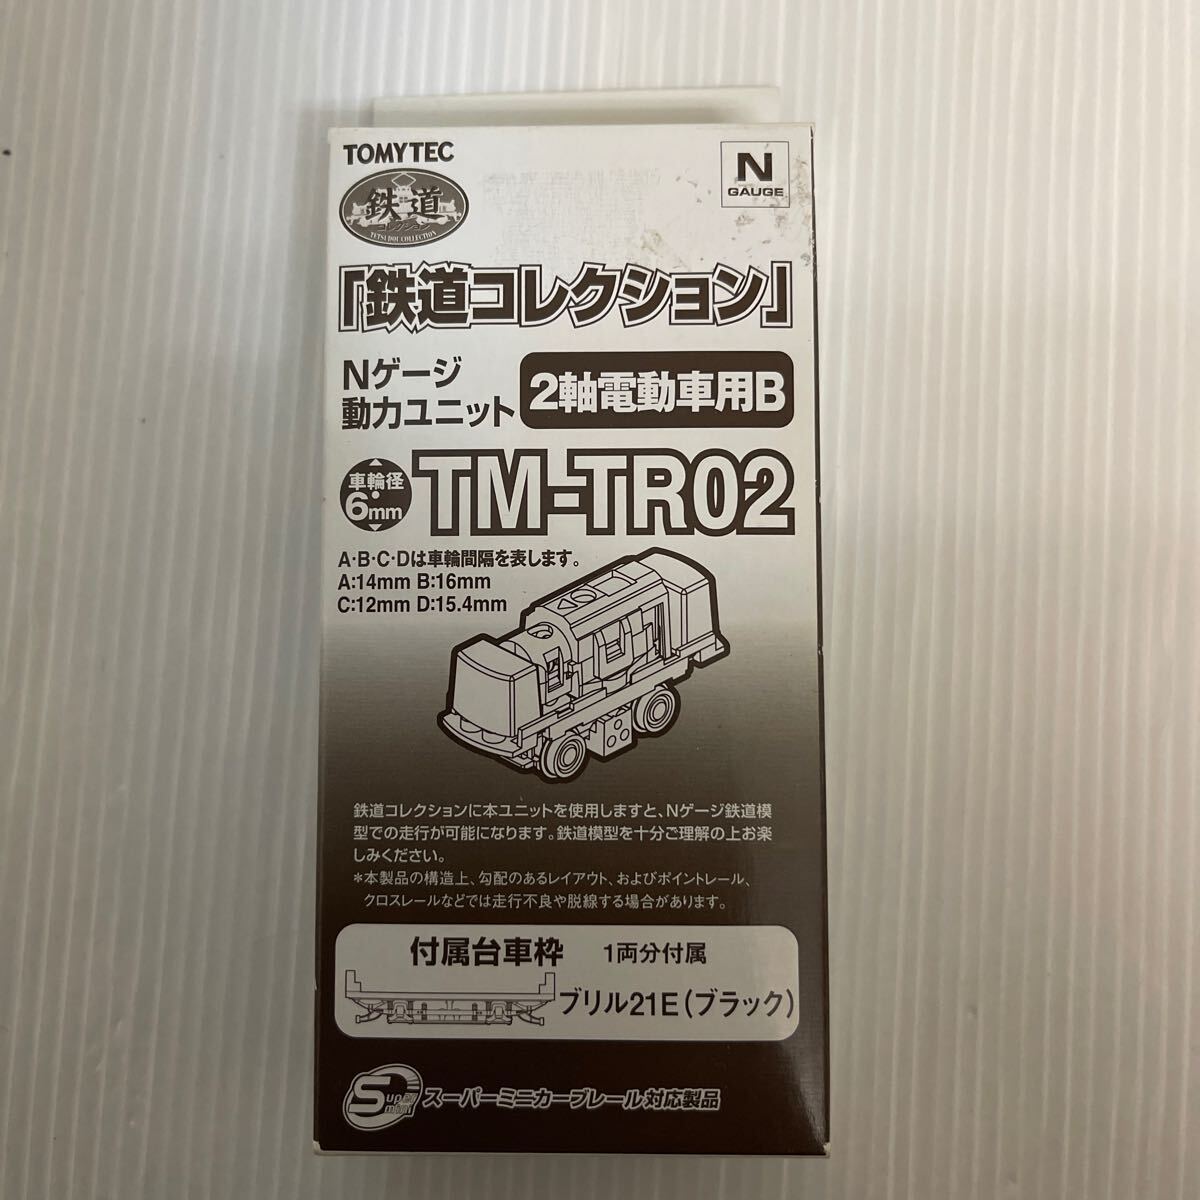 TOMYTEC
N
GAUGE
鉄道
コレクション
TETSUDOU COLLECTION
「鉄道コレクション」
Nゲージ
動力ユニット
2軸電動車用B
車輪径
6mm
TM-TR02
A・B・C・Dは車輪間隔を表します。
A:14mm B:16mm
C:12mm D:15.4mm
鉄道コレクションに本ユニットを使用しますと、Nゲージ鉄道模
型での走行が可能になります。鉄道模型を十分ご理解の上お楽
しみください。
*本製品の構造上、勾配のあるレイアウト、およびポイントレール、
クロスレールなどでは走行不良や脱線する場合があります。
付属台車枠 1両分付属
ブリル21E(ブラック)
Super
mini
スーパーミニカーブレール対応製品